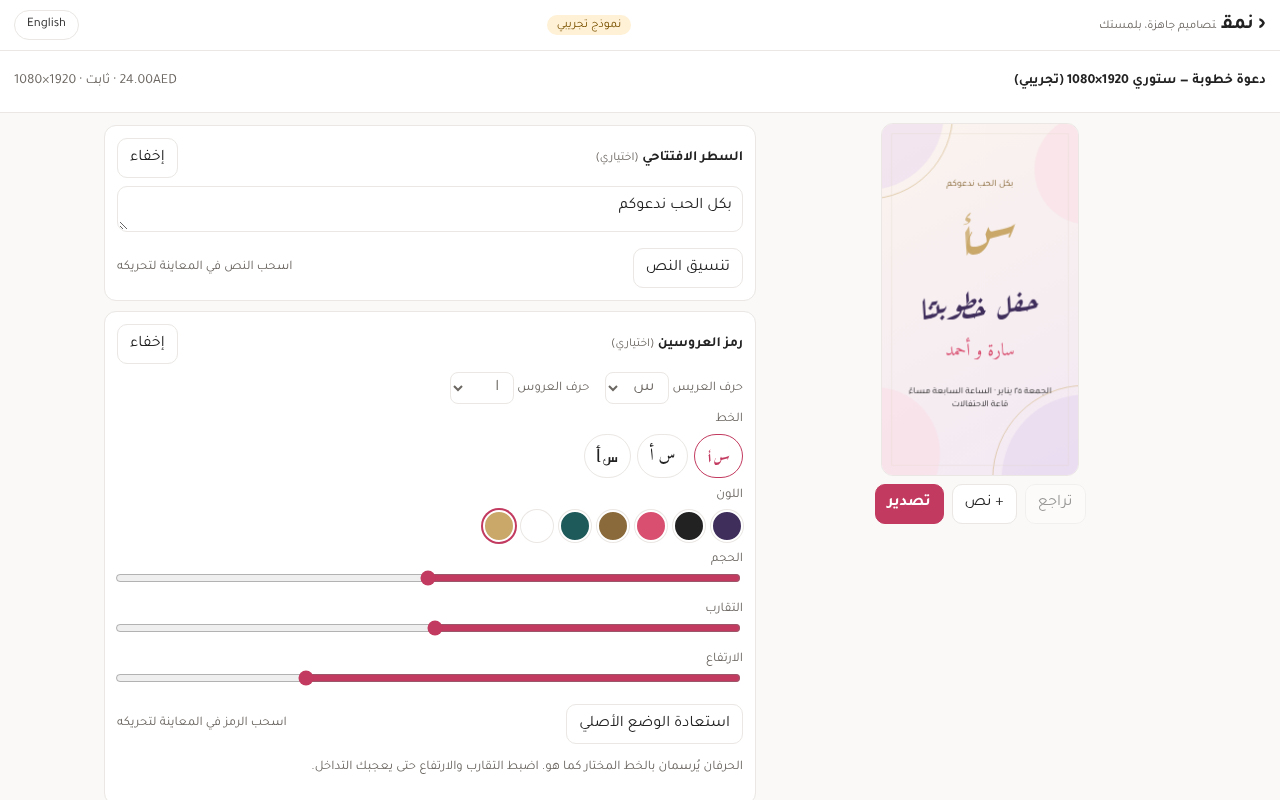 ‹ نمق تصاميم جاهزة، بلمستك
نموذج تجريبي
English
دعوة خطوبة – ستوري 1080×1920 (تجريبي)
1080×1920 · ثابت · 24.00AED
بكل الحب ندعوكم
س أ
حفل خطوبتنا
سارة و أحمد
الجمعة ٢٥ يناير · الساعة السابعة مساءً
قاعة الاحتفالات
تراجع
+ نص
تصدير
السطر الافتتاحي (اختياري)
إخفاء
بكل الحب ندعوكم
تنسيق النص
اسحب النص في المعاينة لتحريكه
رمز العروسين (اختياري)
إخفاء
حرف العريس س حرف العروس ا
الخط
س أ س أ س أ
اللون
الحجم
التقارب
الارتفاع
استعادة الوضع الأصلي
اسحب الرمز في المعاينة لتحريكه
الحرفان يُرسمان بالخط المختار كما هو. اضبط التقارب والارتفاع حتى يعجبك التداخل.